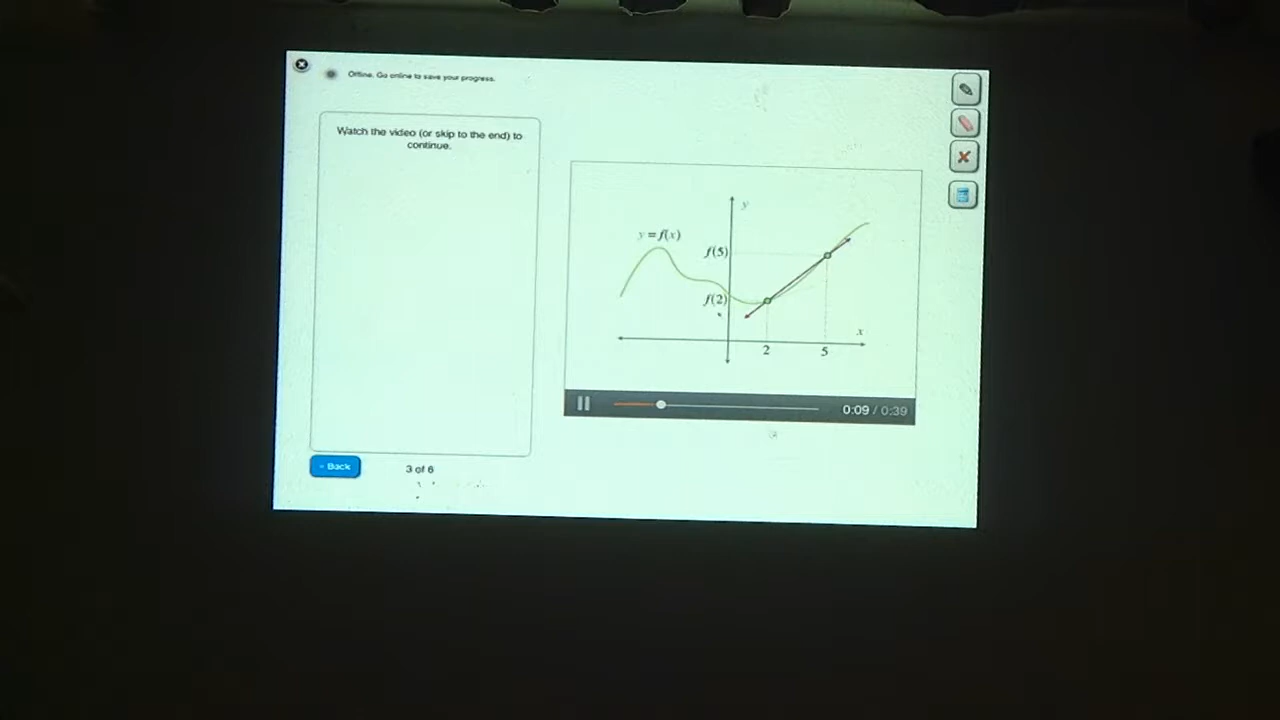 Offline. Go online to save your progress.
Watch the video (or skip to the end) to
continue.
y
y = f(x)
f(5)
f(2)
x
2
5
0:09 / 0:39
- Back
3 of 6